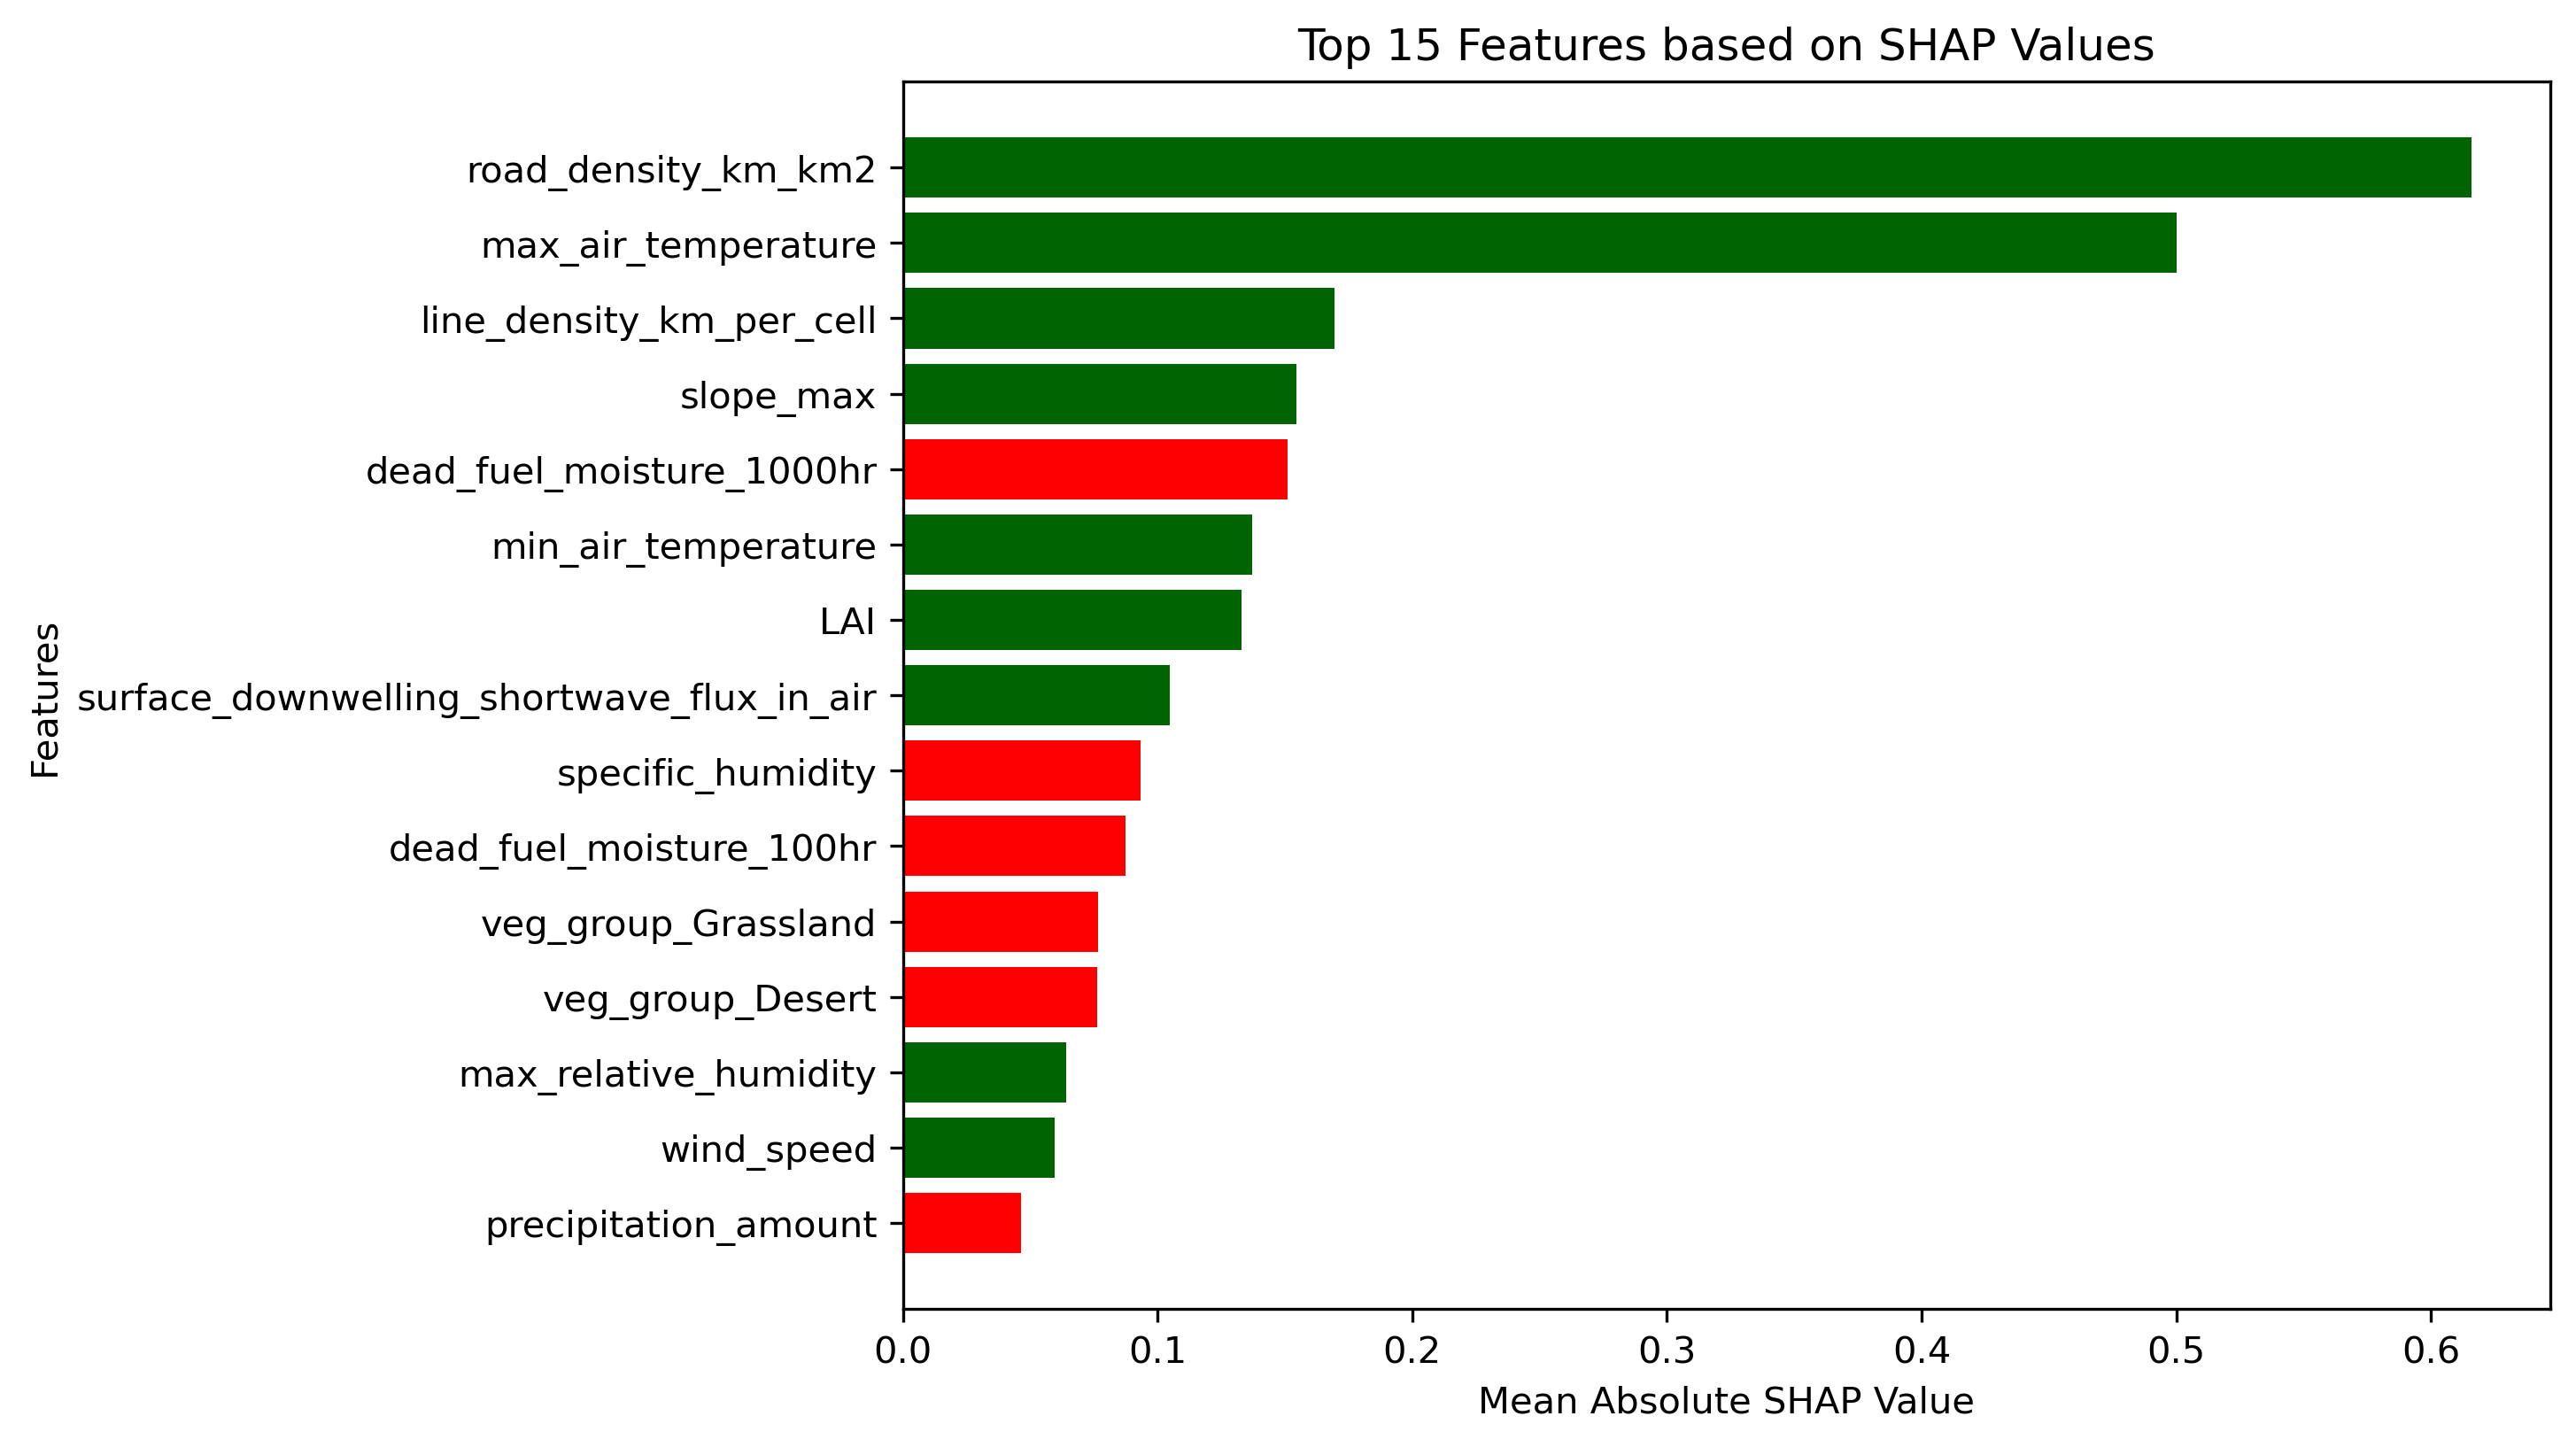 Top 15 Features based on SHAP Values
Features
road_density_km_km2
max_air_temperature
line_density_km_per_cell
slope_max
dead_fuel_moisture_1000hr
min_air_temperature
LAI
surface_downwelling_shortwave_flux_in_air
specific_humidity
dead_fuel_moisture_100hr
veg_group_Grassland
veg_group_Desert
max_relative_humidity
wind_speed
precipitation_amount
0.0 0.1 0.2 0.3 0.4 0.5 0.6
Mean Absolute SHAP Value